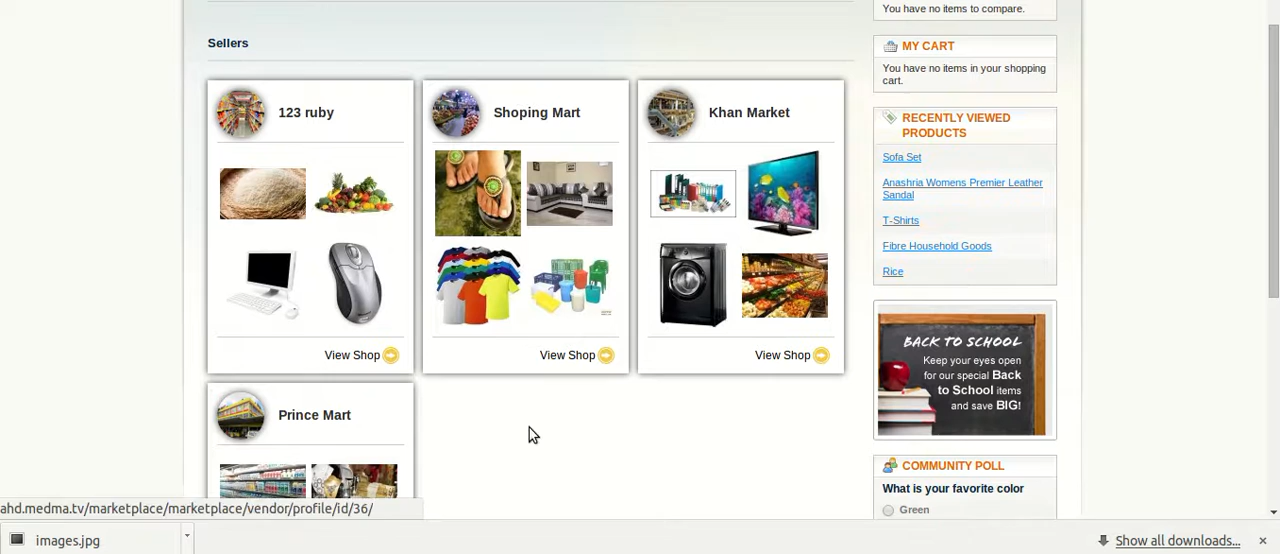 You have no items to compare.
Sellers
MY CART
You have no items in your shopping
cart.
123 ruby
Shoping Mart
Khan Market
RECENTLY VIEWED
PRODUCTS
Sofa Set
Anashria Womens Premier Leather
Sandal
T-Shirts
Fibre Household Goods
Rice
View Shop
View Shop
View Shop
BACK TO SCHOOL
Keep your eyes open
for our special Back
to School items
and save BIG!
Prince Mart
COMMUNITY POLL
What is your favorite color
Green
ahd.medma.tv/marketplace/marketplace/vendor/profile/id/36/
images.jpg
Show all downloads...